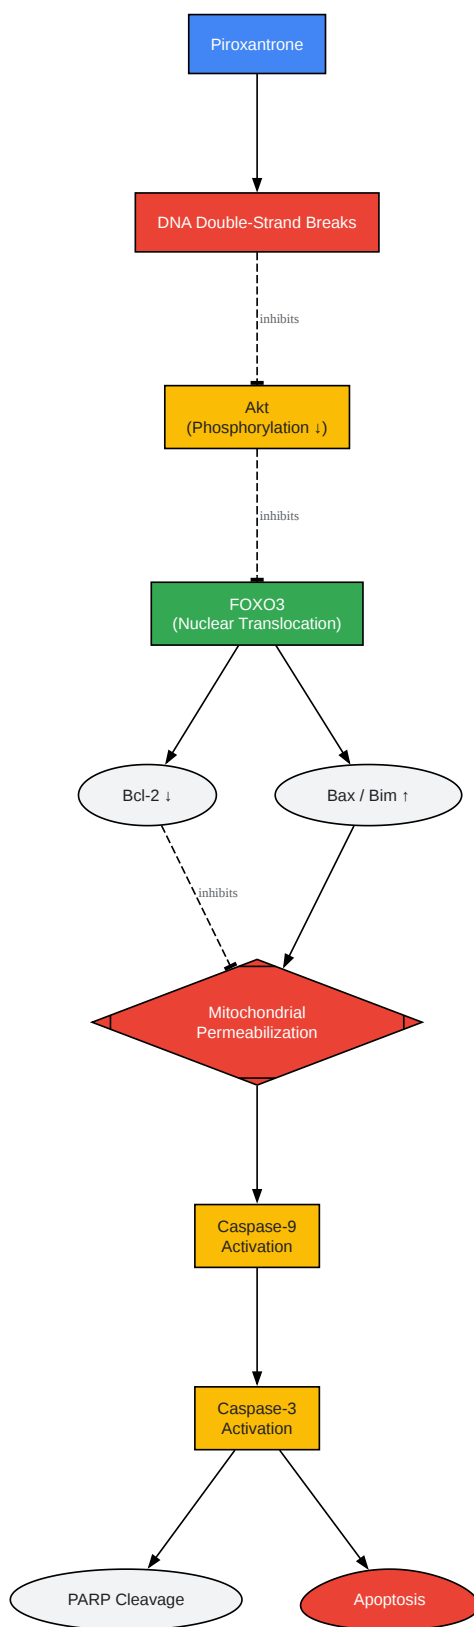 Piroxantrone
DNA Double-Strand Breaks
inhibits
Akt
(Phosphorylation ↓)
inhibits
FOXO3
(Nuclear Translocation)
Bcl-2 ↓
Bax / Bim ↑
inhibits
Mitochondrial
Permeabilization
Caspase-9
Activation
Caspase-3
Activation
PARP Cleavage
Apoptosis